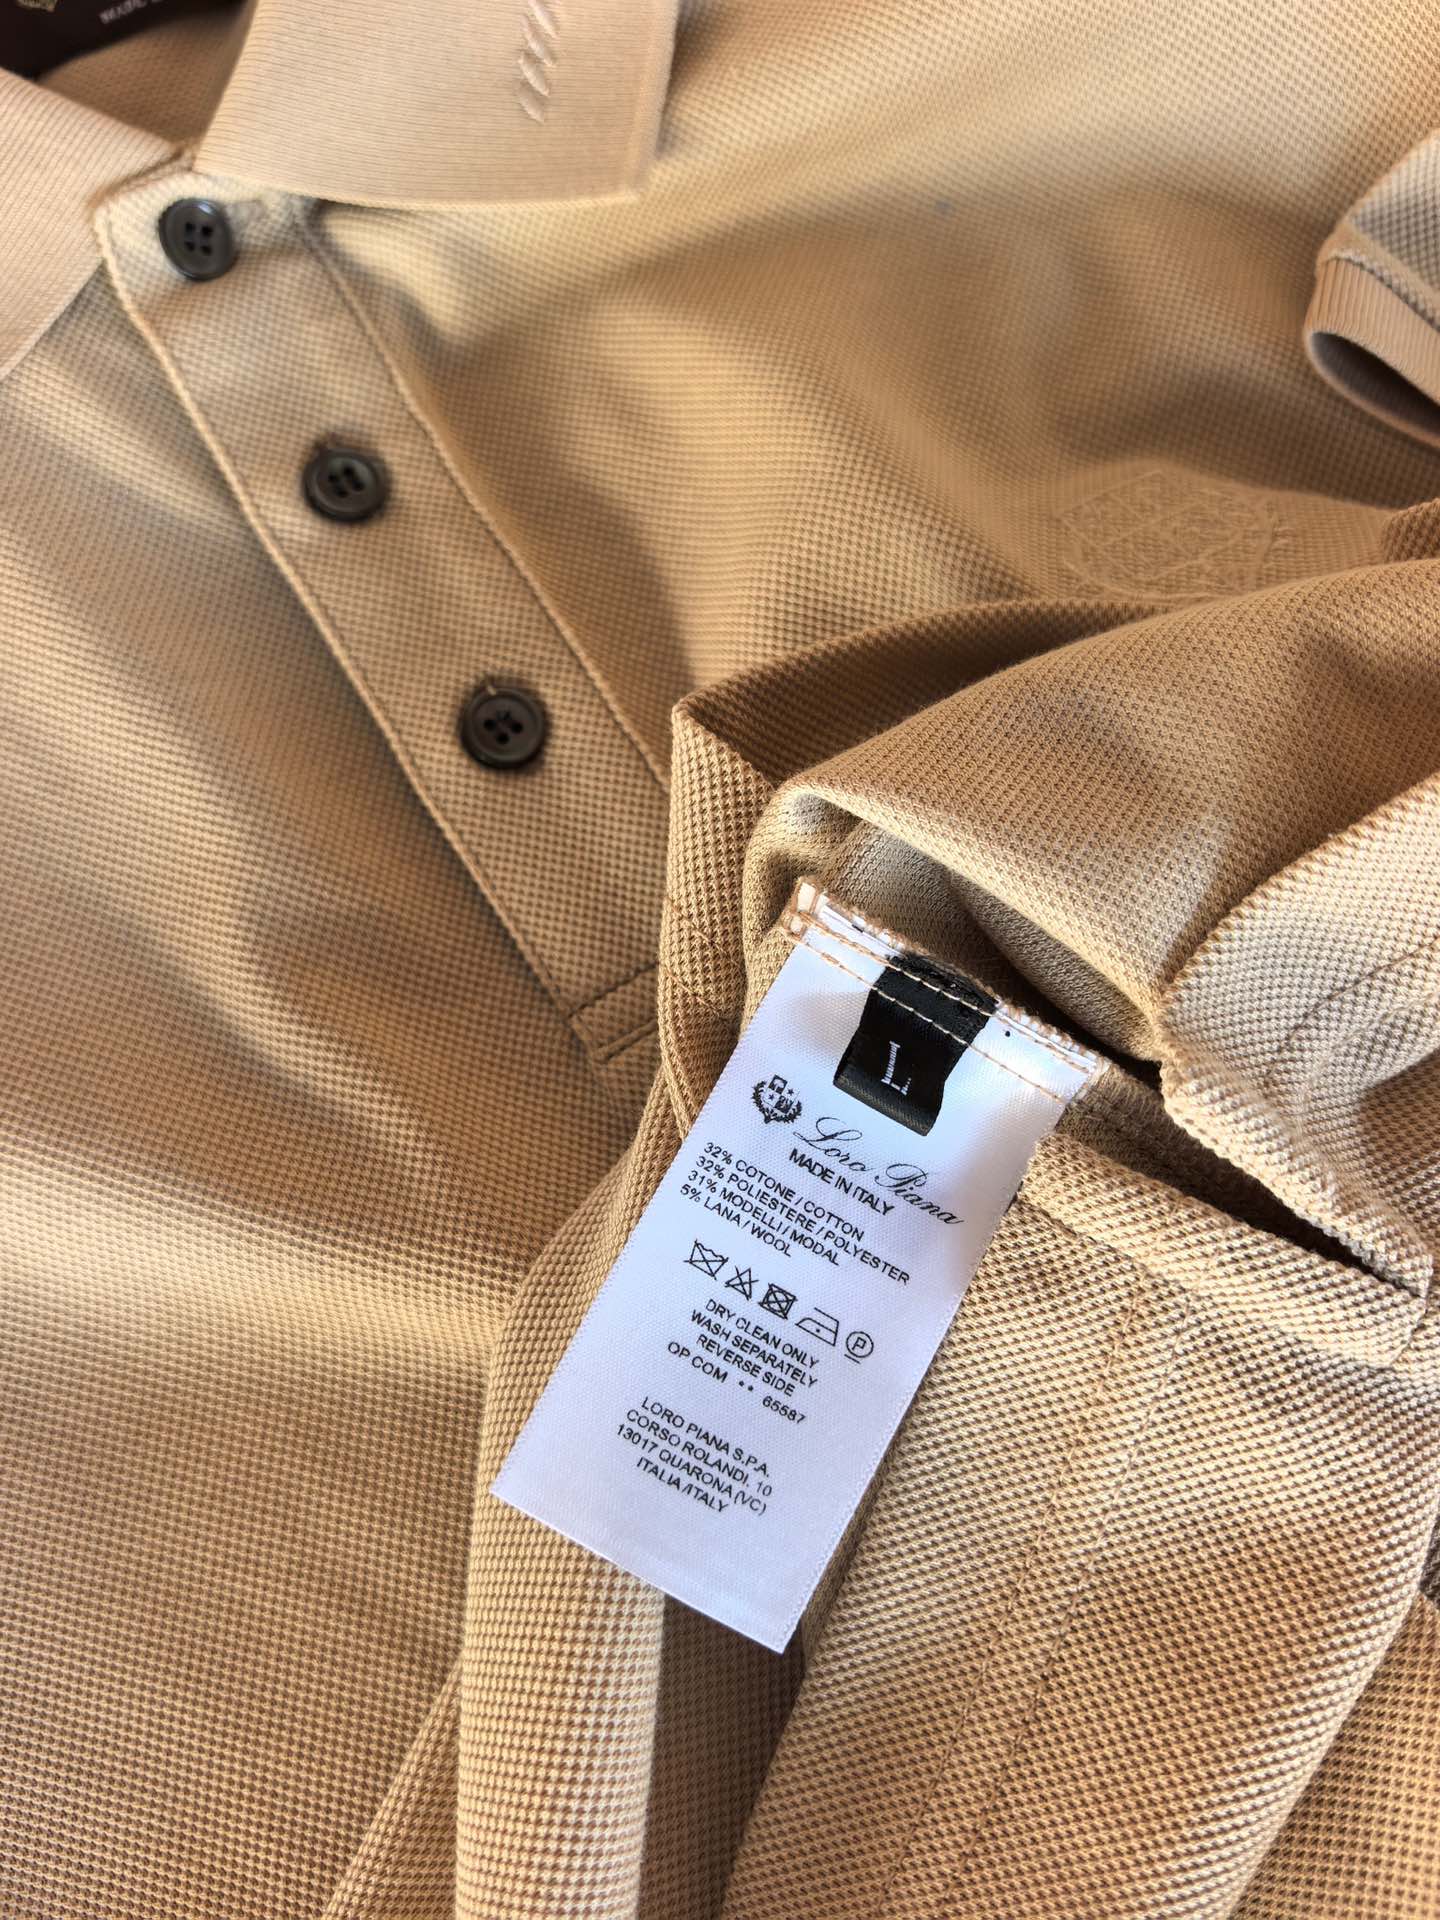 L
Loro Piana
MADE IN ITALY
32% COTONE / COTTON
32% POLIESTERE / POLYESTER
31% MODELLI / MODAL
5% LANA / WOOL
P
DRY CLEAN ONLY
WASH SEPARATELY
REVERSE SIDE
OP COM ** 65587
LORO PIANA S.P.A.
CORSO ROLANDI, 10
13017 QUARONA (VC)
ITALIA/ITALY